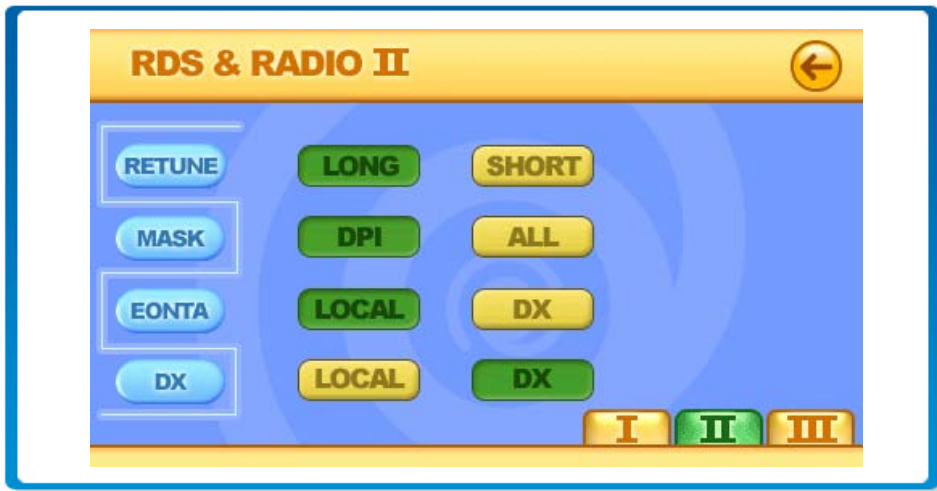 RDS & RADIO II
RETUNE LONG SHORT
MASK DPI ALL
EONTA LOCAL DX
DX LOCAL DX
I II III